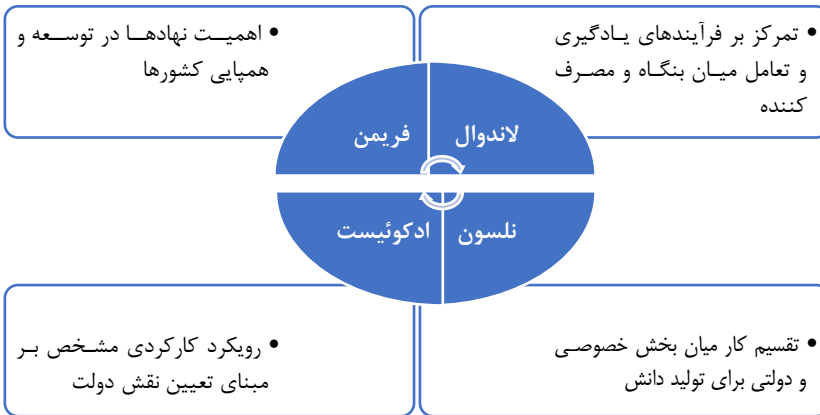 • تمرکز بر فرآیندهای یادگیری
و تعامل میان بنگاه و مصرف
کننده
• اهمیت نهادها در توسعه و
همپایی کشورها
لاندوال
فریمن
نلسون
ادکوئیست
• تقسیم کار میان بخش خصوصی
و دولتی برای تولید دانش
• رویکرد کارکردی مشخص بر
مبنای تعیین نقش دولت